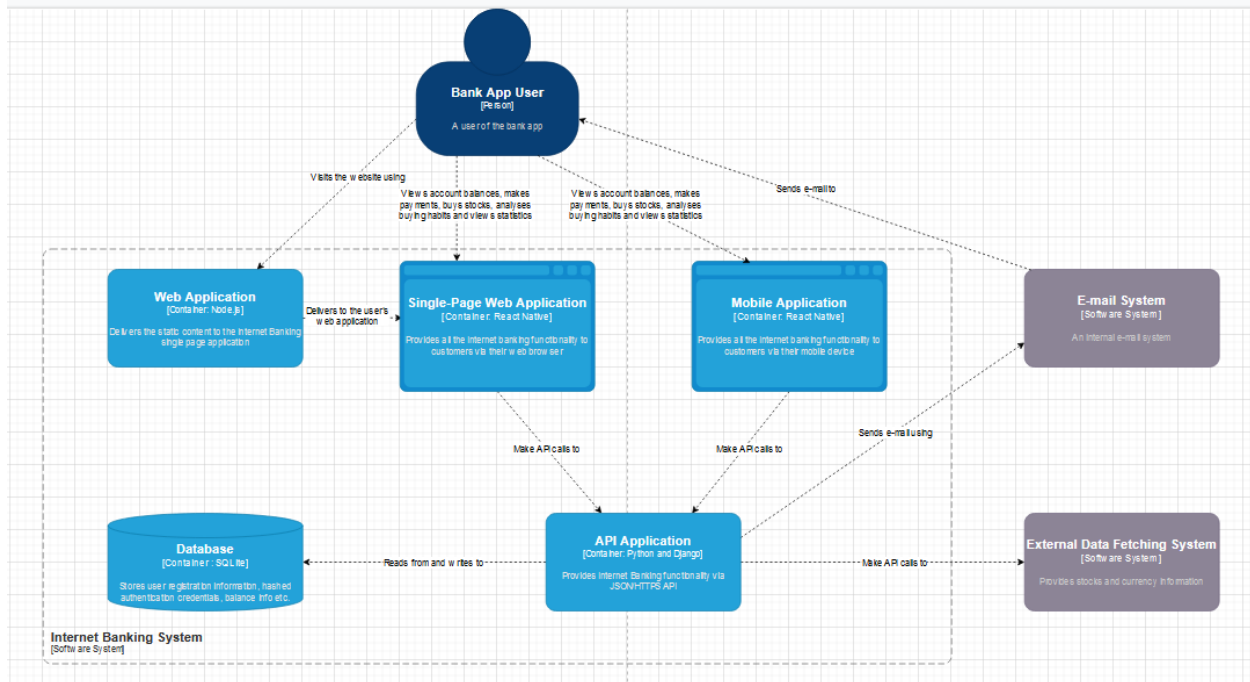 Bank App User
[Person]
A user of the bank app
Visits the website using
Views account balances, makes
payments, buys stocks, analyses
buying habits and views statistics
Views account balances, makes
payments, buys stocks, analyses
buying habits and views statistics
Sends e-mail to
Web Application
[Container: Node.js]
Delivers the static content to the Internet Banking
single page application
Delivers to the user's
web application
Single-Page Web Application
[Container: React Native]
Provides all the Internet banking functionality to
customers via their web browser
Mobile Application
[Container: React Native]
Provides all the Internet banking functionality to
customers via their mobile device
E-mail System
[Software System]
An internal e-mail system
Make API calls to
Make API calls to
Sends e-mail using
Database
[Container : SQLite]
Stores user registration information, hashed
authentication credentials, balance info etc.
Reads from and writes to
API Application
[Container: Python and Django]
Provides Internet Banking functionality via
JSON/HTTPS API
Make API calls to
External Data Fetching System
[Software System]
Provides stocks and currency information
Internet Banking System
[Software System]